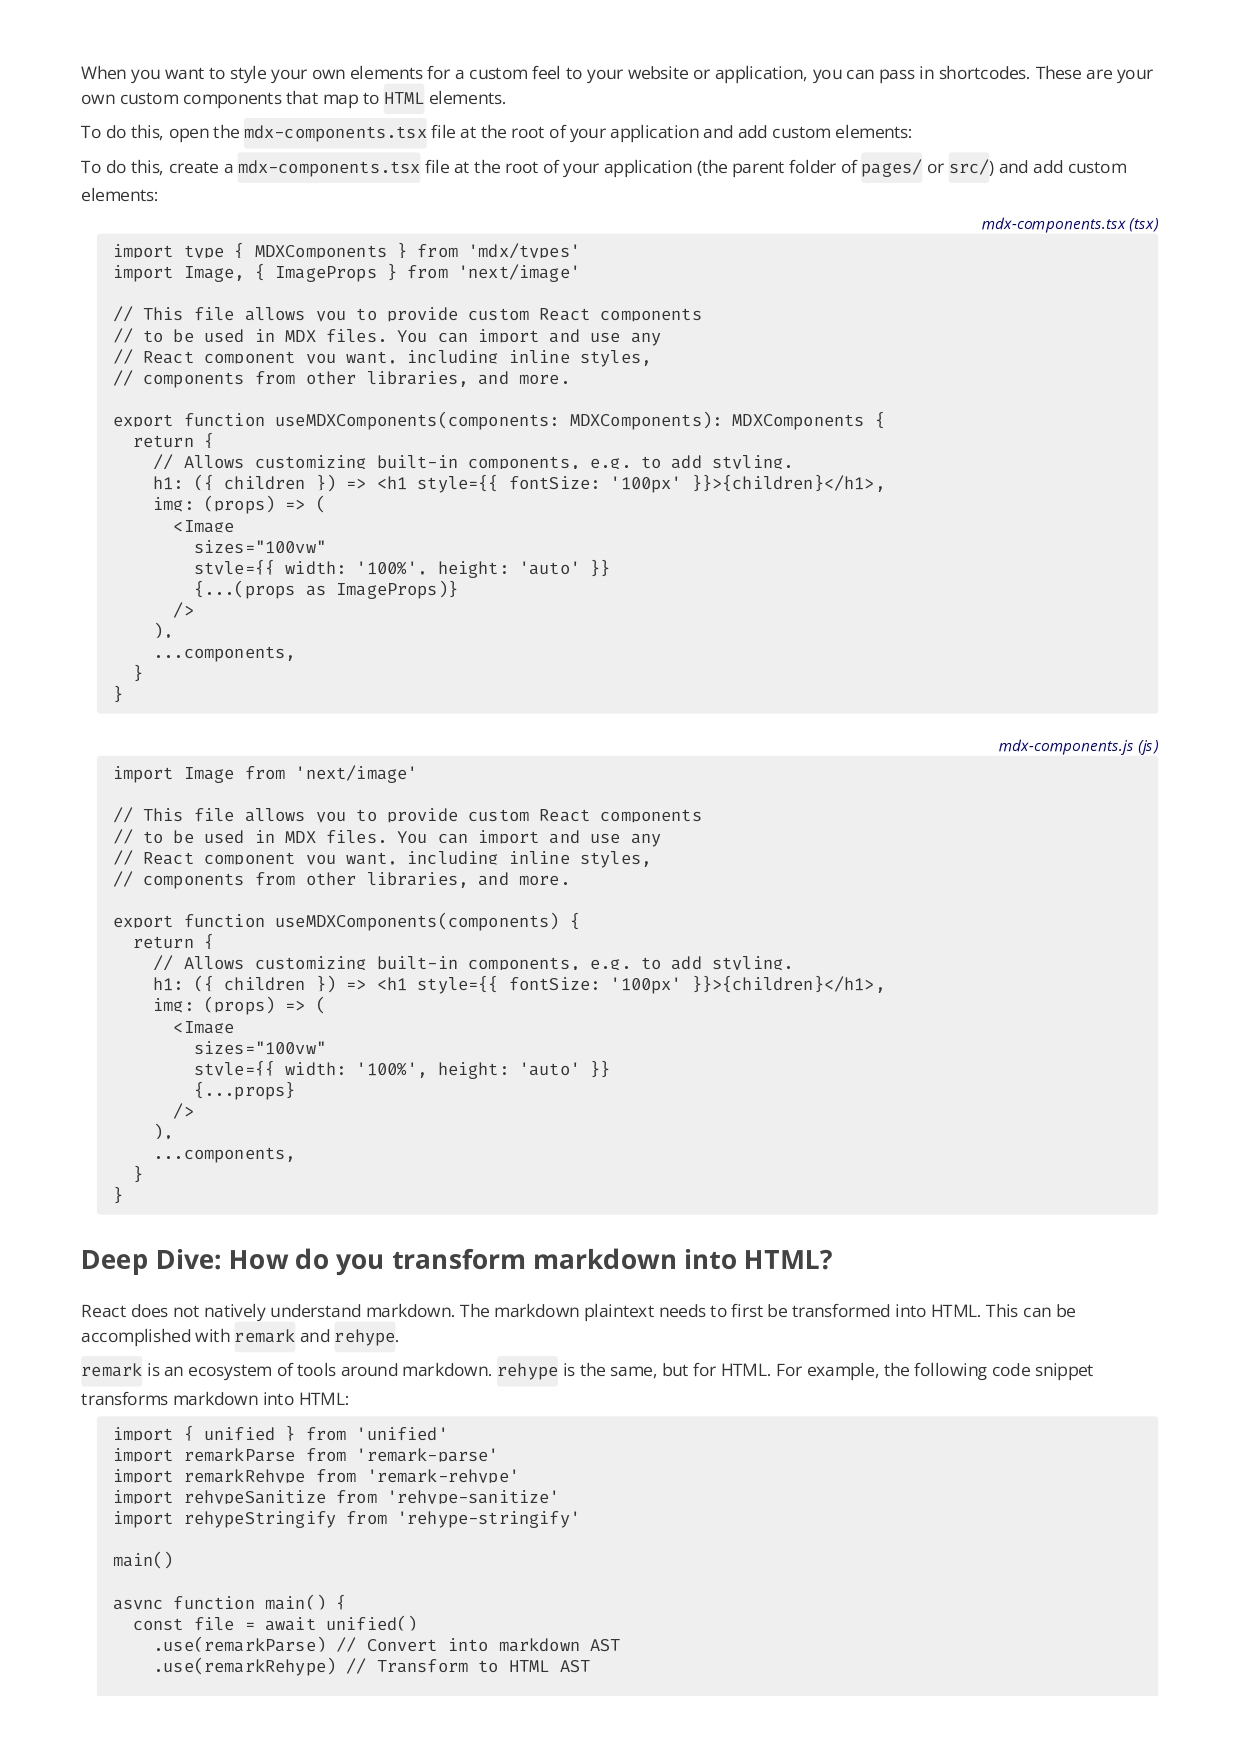 When you want to style your own elements for a custom feel to your website or application, you can pass in shortcodes. These are your
own custom components that map to HTML elements.
To do this, open the mdx-components.tsx file at the root of your application and add custom elements:
To do this, create a mdx-components.tsx file at the root of your application (the parent folder of pages/ or src/) and add custom
elements:
mdx-components.tsx (tsx)
import type { MDXComponents } from 'mdx/types'
import Image, { ImageProps } from 'next/image'

// This file allows you to provide custom React components
// to be used in MDX files. You can import and use any
// React component you want, including inline styles,
// components from other libraries, and more.

export function useMDXComponents(components: MDXComponents): MDXComponents {
  return {
    // Allows customizing built-in components, e.g. to add styling.
    h1: ({ children }) => <h1 style={{ fontSize: '100px' }}>{children}</h1>,
    img: (props) => (
      <Image
        sizes="100vw"
        style={{ width: '100%', height: 'auto' }}
        {...(props as ImageProps)}
      />
    ),
    ...components,
  }
}
mdx-components.js (js)
import Image from 'next/image'

// This file allows you to provide custom React components
// to be used in MDX files. You can import and use any
// React component you want, including inline styles,
// components from other libraries, and more.

export function useMDXComponents(components) {
  return {
    // Allows customizing built-in components, e.g. to add styling.
    h1: ({ children }) => <h1 style={{ fontSize: '100px' }}>{children}</h1>,
    img: (props) => (
      <Image
        sizes="100vw"
        style={{ width: '100%', height: 'auto' }}
        {...props}
      />
    ),
    ...components,
  }
}
Deep Dive: How do you transform markdown into HTML?
React does not natively understand markdown. The markdown plaintext needs to first be transformed into HTML. This can be
accomplished with remark and rehype.
remark is an ecosystem of tools around markdown. rehype is the same, but for HTML. For example, the following code snippet
transforms markdown into HTML:
import { unified } from 'unified'
import remarkParse from 'remark-parse'
import remarkRehype from 'remark-rehype'
import rehypeSanitize from 'rehype-sanitize'
import rehypeStringify from 'rehype-stringify'

main()

async function main() {
  const file = await unified()
    .use(remarkParse) // Convert into markdown AST
    .use(remarkRehype) // Transform to HTML AST